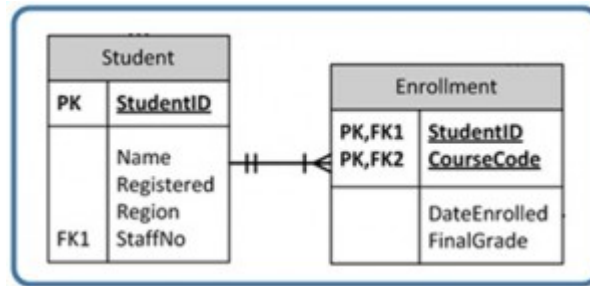 Student
PK StudentID
Name
Registered
Region
FK1 StaffNo
Enrollment
PK,FK1 StudentID
PK,FK2 CourseCode
DateEnrolled
FinalGrade